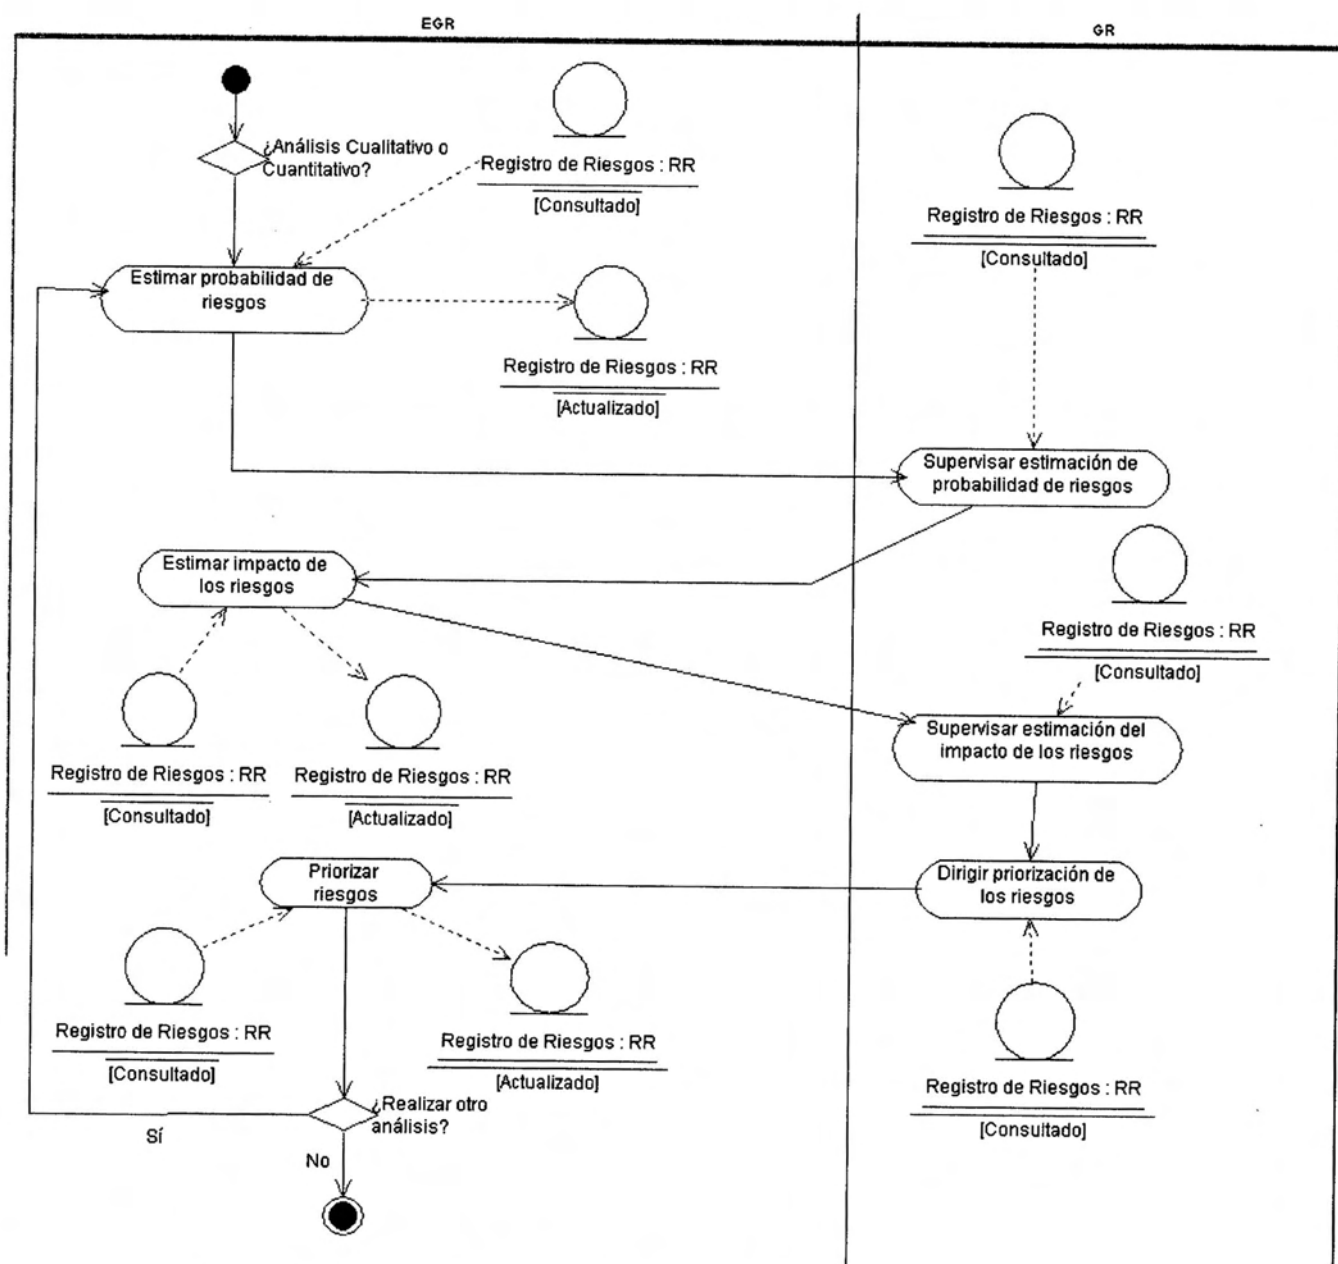 EGR
GR
¿Análisis Cualitativo o
Cuantitativo?
Registro de Riesgos : RR
[Consultado]
Registro de Riesgos : RR
[Consultado]
Estimar probabilidad de
riesgos
Registro de Riesgos : RR
[Actualizado]
Supervisar estimación de
probabilidad de riesgos
Estimar impacto de
los riesgos
Registro de Riesgos : RR
[Consultado]
Supervisar estimación del
impacto de los riesgos
Registro de Riesgos : RR
[Consultado]
Registro de Riesgos : RR
[Actualizado]
Priorizar
riesgos
Dirigir priorización de
los riesgos
Registro de Riesgos : RR
[Consultado]
Registro de Riesgos : RR
[Actualizado]
Registro de Riesgos : RR
[Consultado]
¿Realizar otro
análisis?
Sí
No